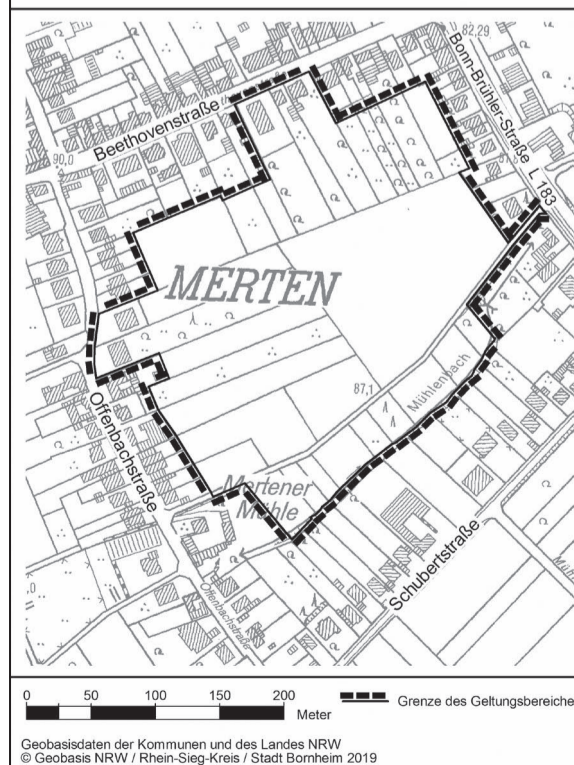 82,29
Bonn-Brühler-Straße L 183
Beethovenstraße
90,0
MERTEN
87,1
Mühlenbach
Offenbachstraße
Mertener
Mühle
Schubertstraße
Offenbachstraße
0 50 100 150 200
Meter
Grenze des Geltungsbereiche
Geobasisdaten der Kommunen und des Landes NRW
© Geobasis NRW / Rhein-Sieg-Kreis / Stadt Bornheim 2019